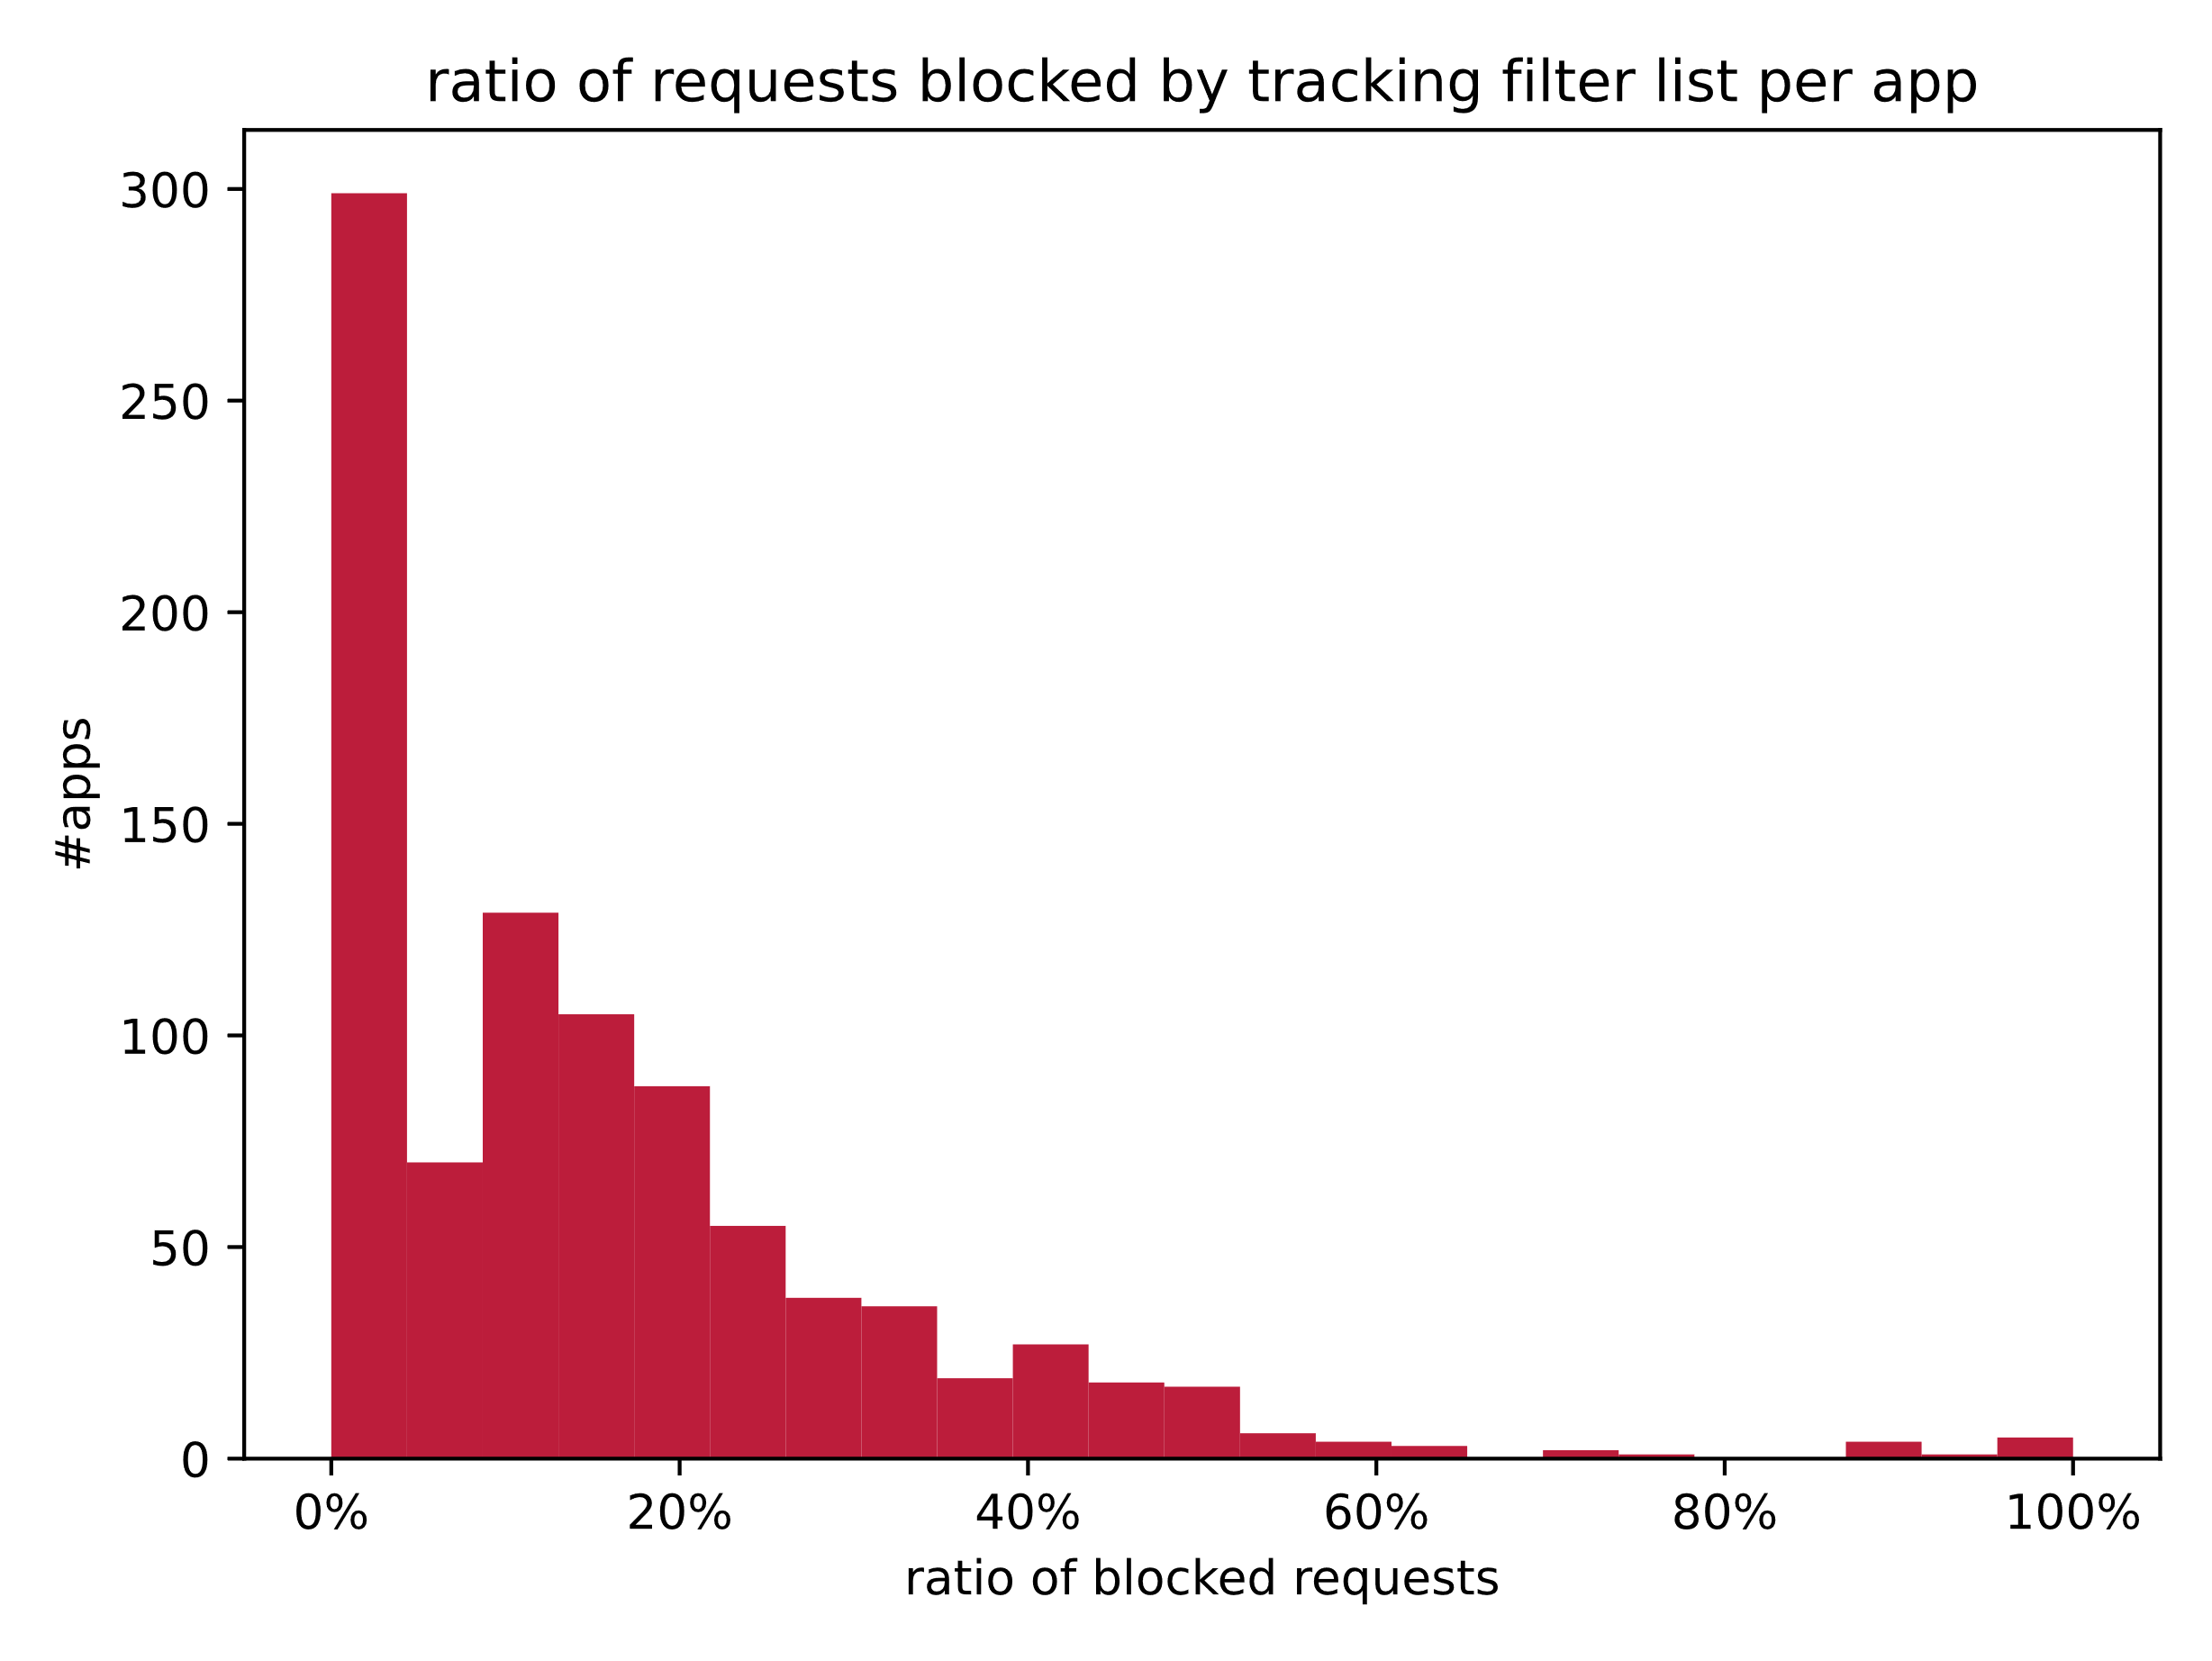 ratio of requests blocked by tracking filter list per app
300
250
200
150
100
50
0
#apps
0% 20% 40% 60% 80% 100%
ratio of blocked requests